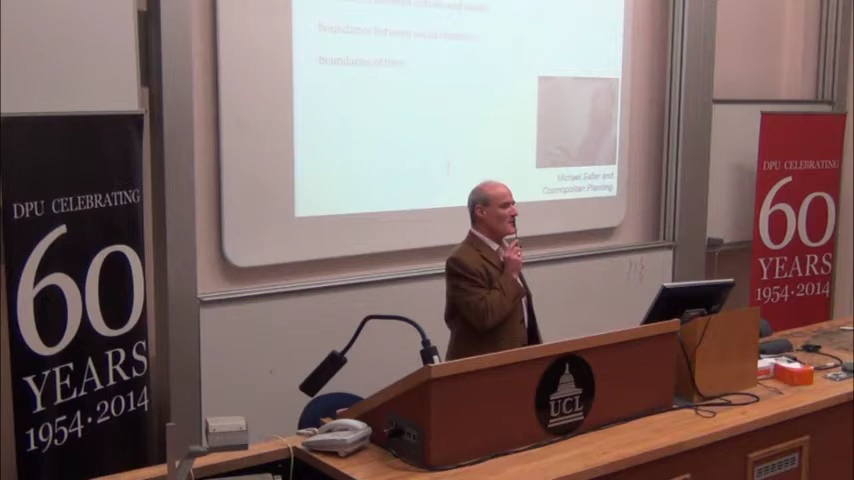 boundaries between social
boundaries of time
Michael Safier and
Cosmopolitan Planning.
DPU CELEBRATING
60
YEARS
1954·2014
UCL
DPU CELEBRATING
60
YEARS
1954·2014